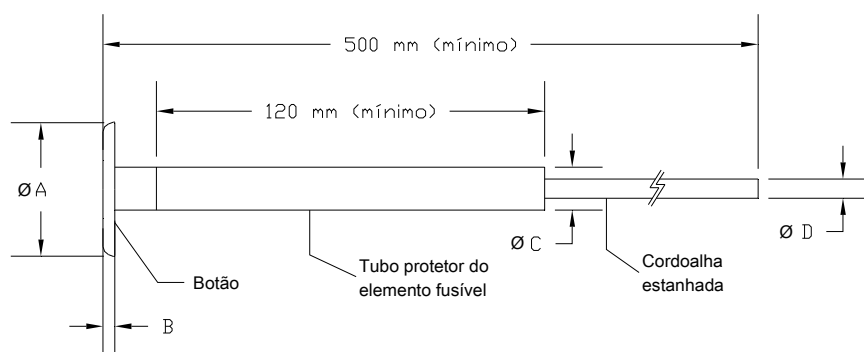 500 mm (mínimo)
120 mm (mínimo)
ØA
ØC
ØD
Botão
Tubo protetor do
elemento fusível
Cordoalha
estanhada
B